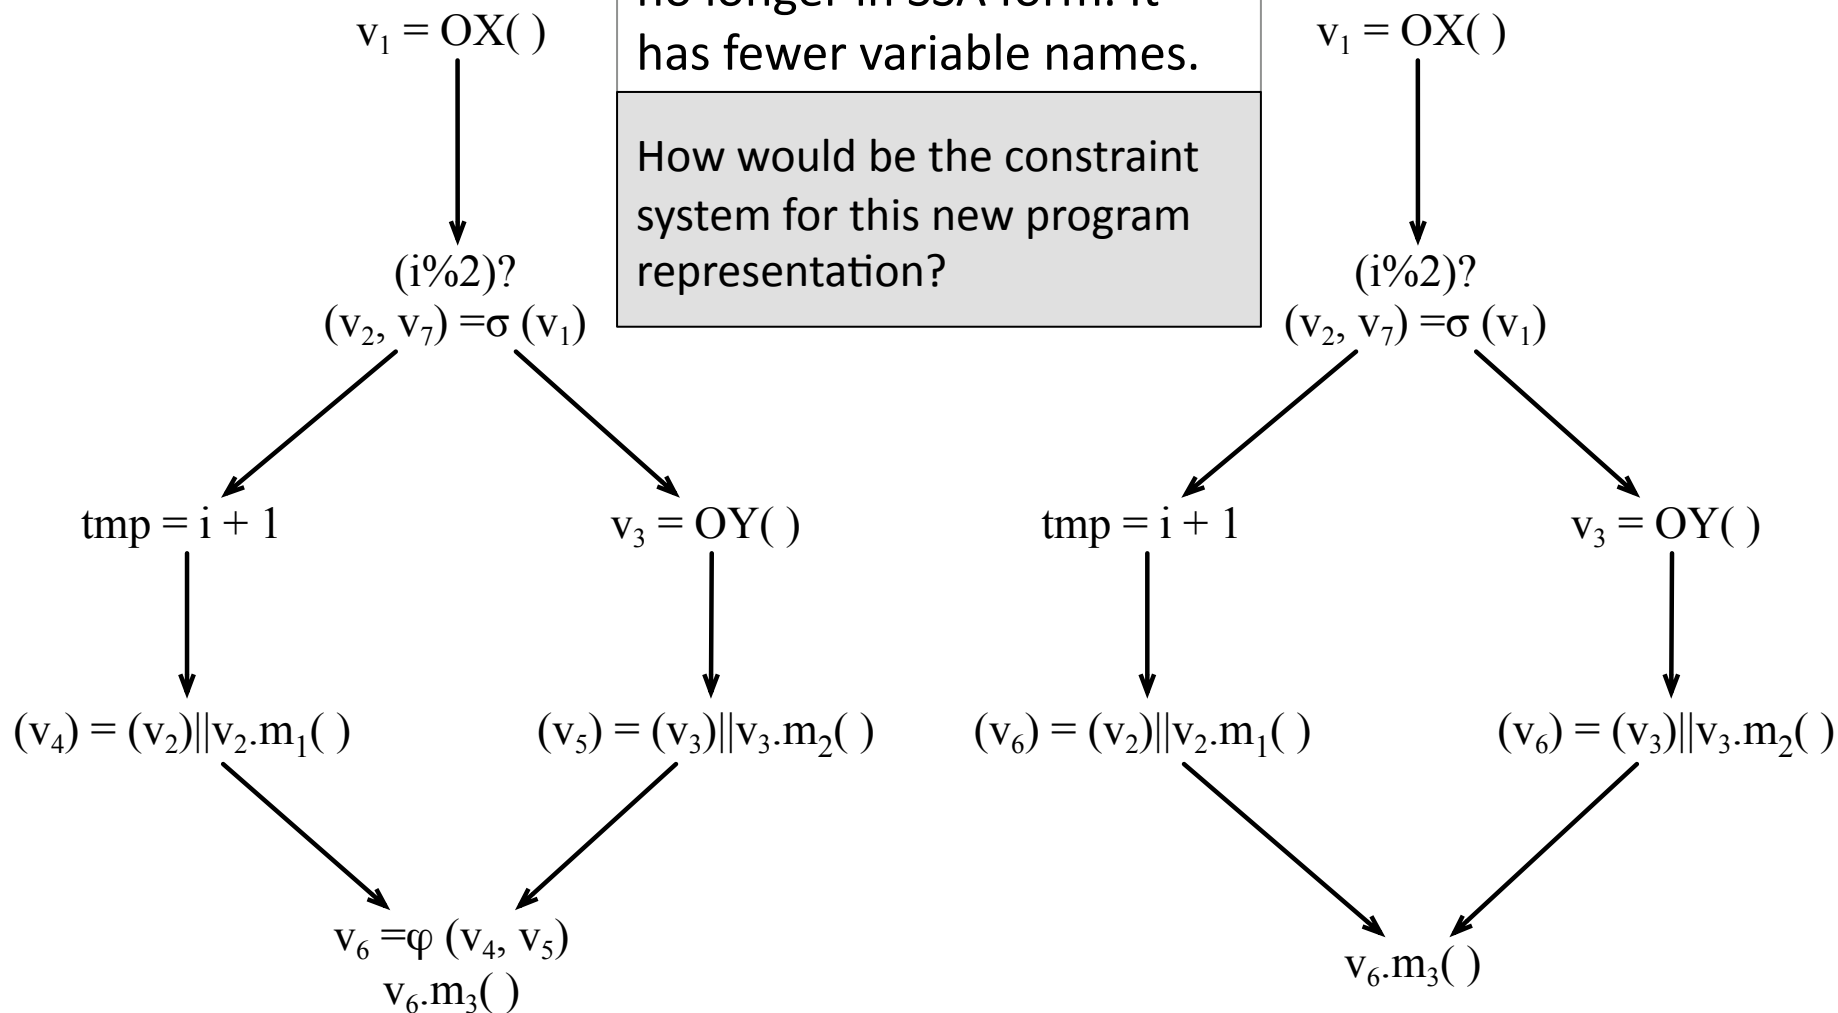 no longer in SSA form. It
has fewer variable names.
How would be the constraint
system for this new program
representation?
v₁ = OX( )
(i%2)?
(v₂, v₇) =σ (v₁)
tmp = i + 1
v₃ = OY( )
(v₄) = (v₂)||v₂.m₁( )
(v₅) = (v₃)||v₃.m₂( )
v₆ =φ (v₄, v₅)
v₆.m₃( )
v₁ = OX( )
(i%2)?
(v₂, v₇) =σ (v₁)
tmp = i + 1
v₃ = OY( )
(v₆) = (v₂)||v₂.m₁( )
(v₆) = (v₃)||v₃.m₂( )
v₆.m₃( )